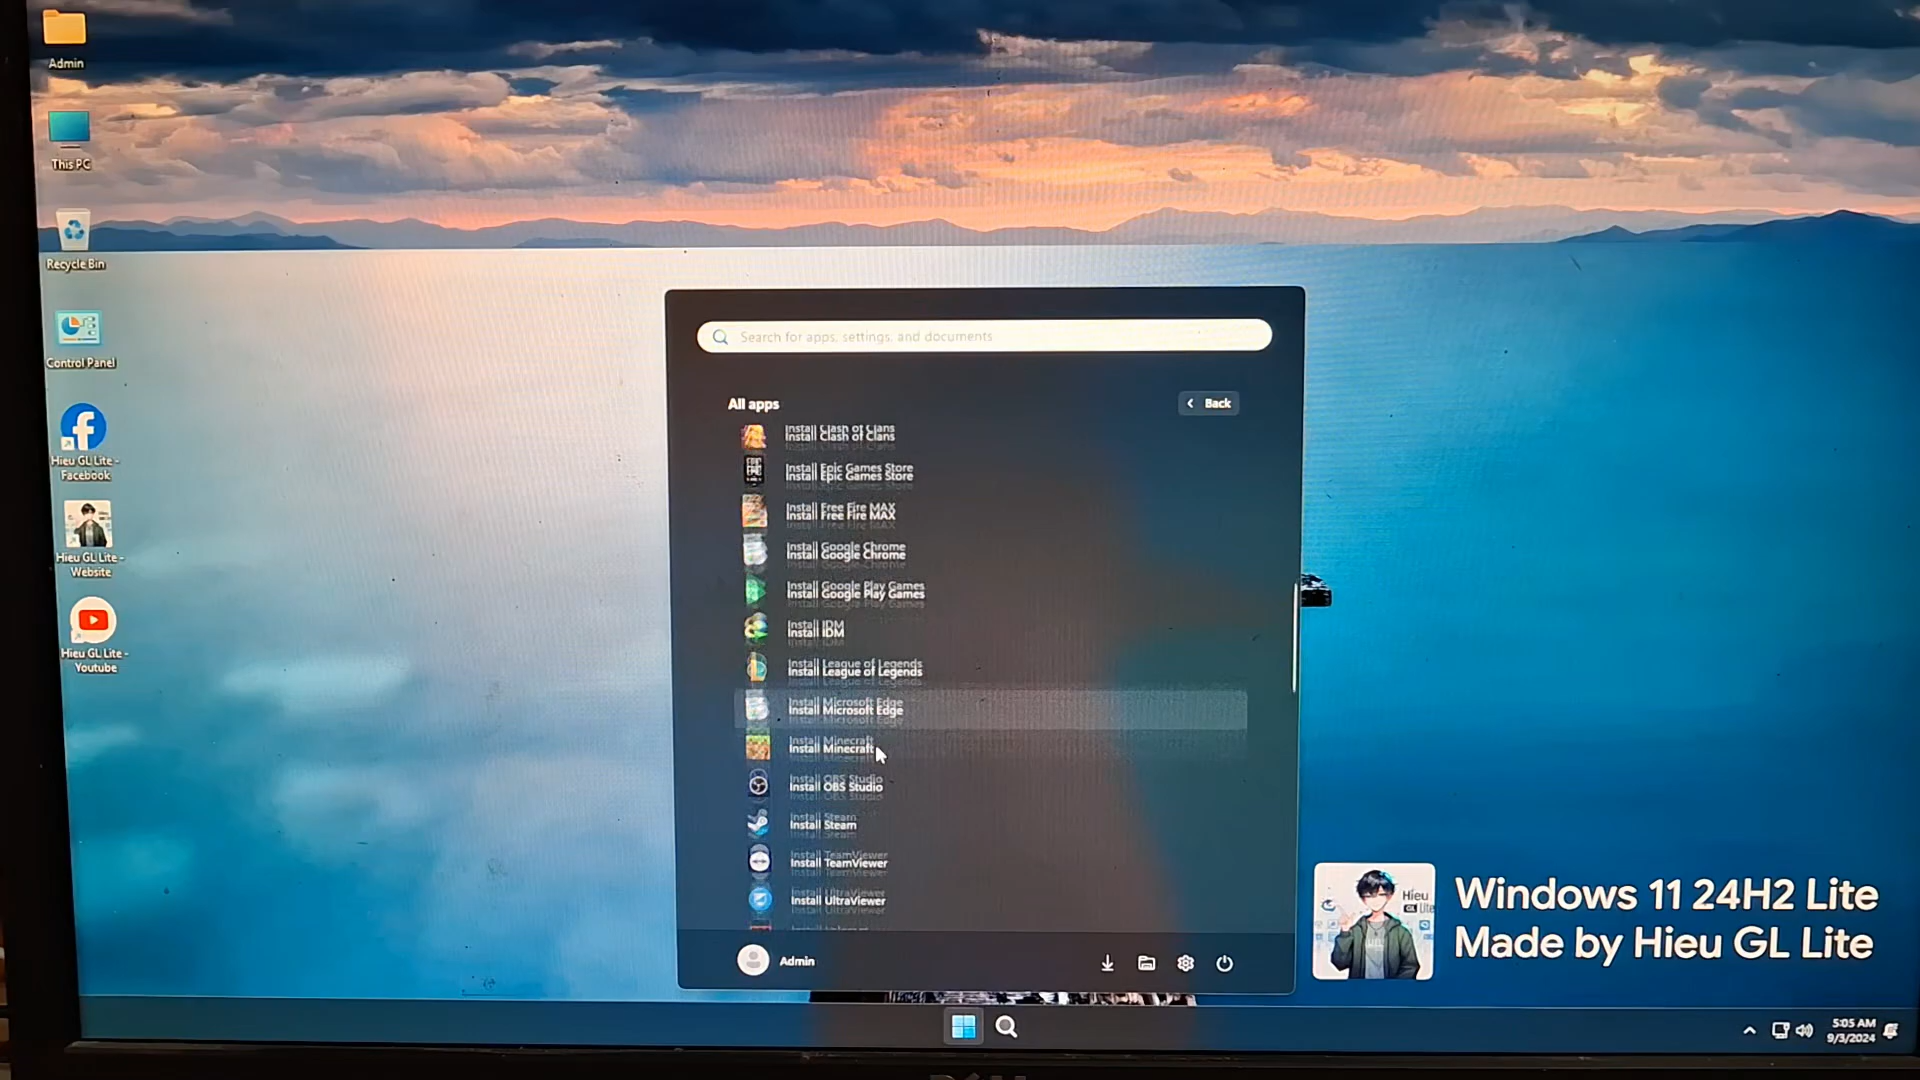 Admin
This PC
Recycle Bin
Control Panel
Hieu GL Lite -
Facebook
Hieu GL Lite -
Website
Hieu GL Lite -
Youtube
Search for apps, settings, and documents
All apps
Back
Install Clash of Clans
Install Epic Games Store
Install Free Fire MAX
Install Google Chrome
Install Google Play Games
Install IDM
Install League of Legends
Install Microsoft Edge
Install Minecraft
Install OBS Studio
Install Steam
Install TeamViewer
Install UltraViewer
Admin
Hieu
GL Lite
Windows 11 24H2 Lite
Made by Hieu GL Lite
5:05 AM
9/3/2024